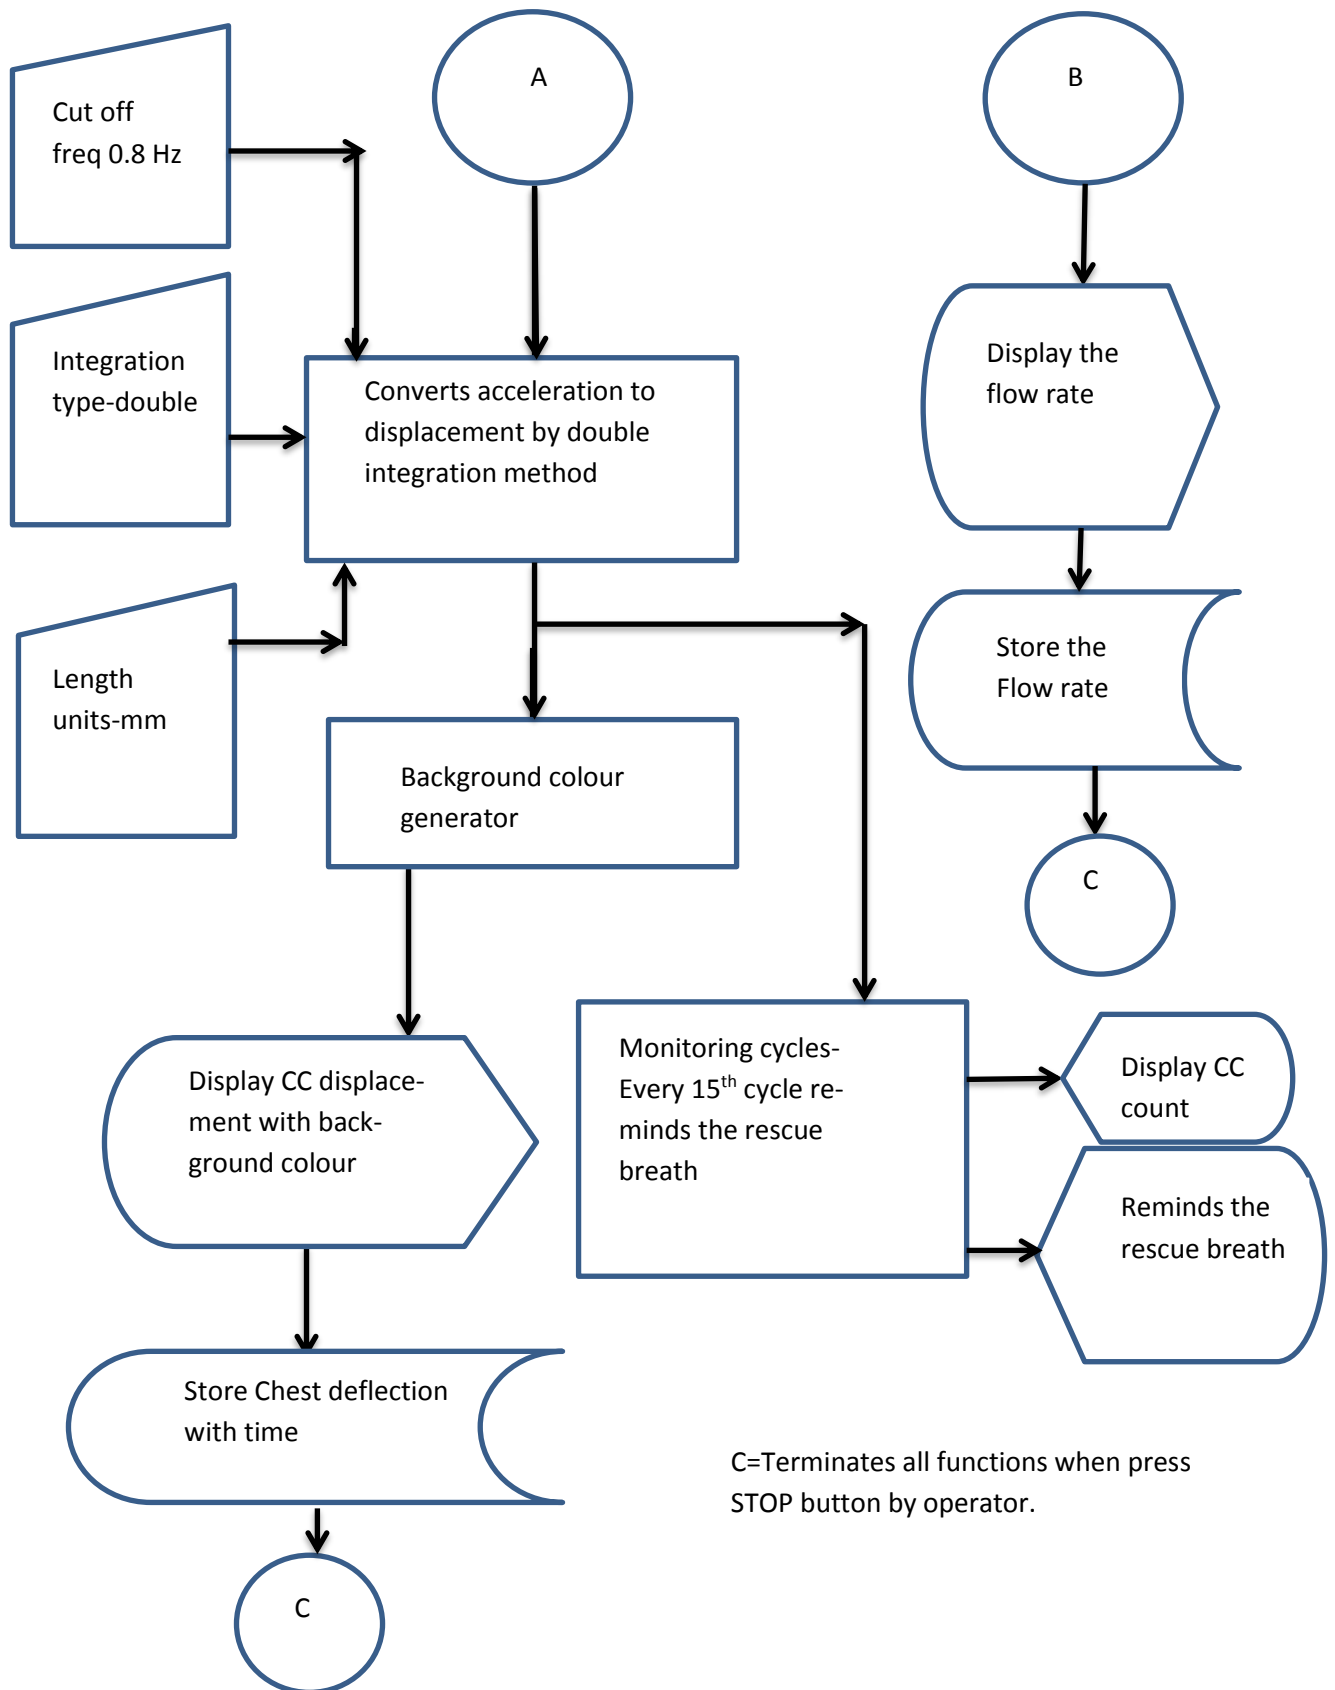 Cut off
freq 0.8 Hz
A
B
Integration
type-double
Converts acceleration to
displacement by double
integration method
Display the
flow rate
Length
units-mm
Store the
Flow rate
Background colour
generator
C
Display CC displace-
ment with back-
ground colour
Monitoring cycles-
Every 15th cycle re-
minds the rescue
breath
Display CC
count
Reminds the
rescue breath
Store Chest deflection
with time
C=Terminates all functions when press
STOP button by operator.
C